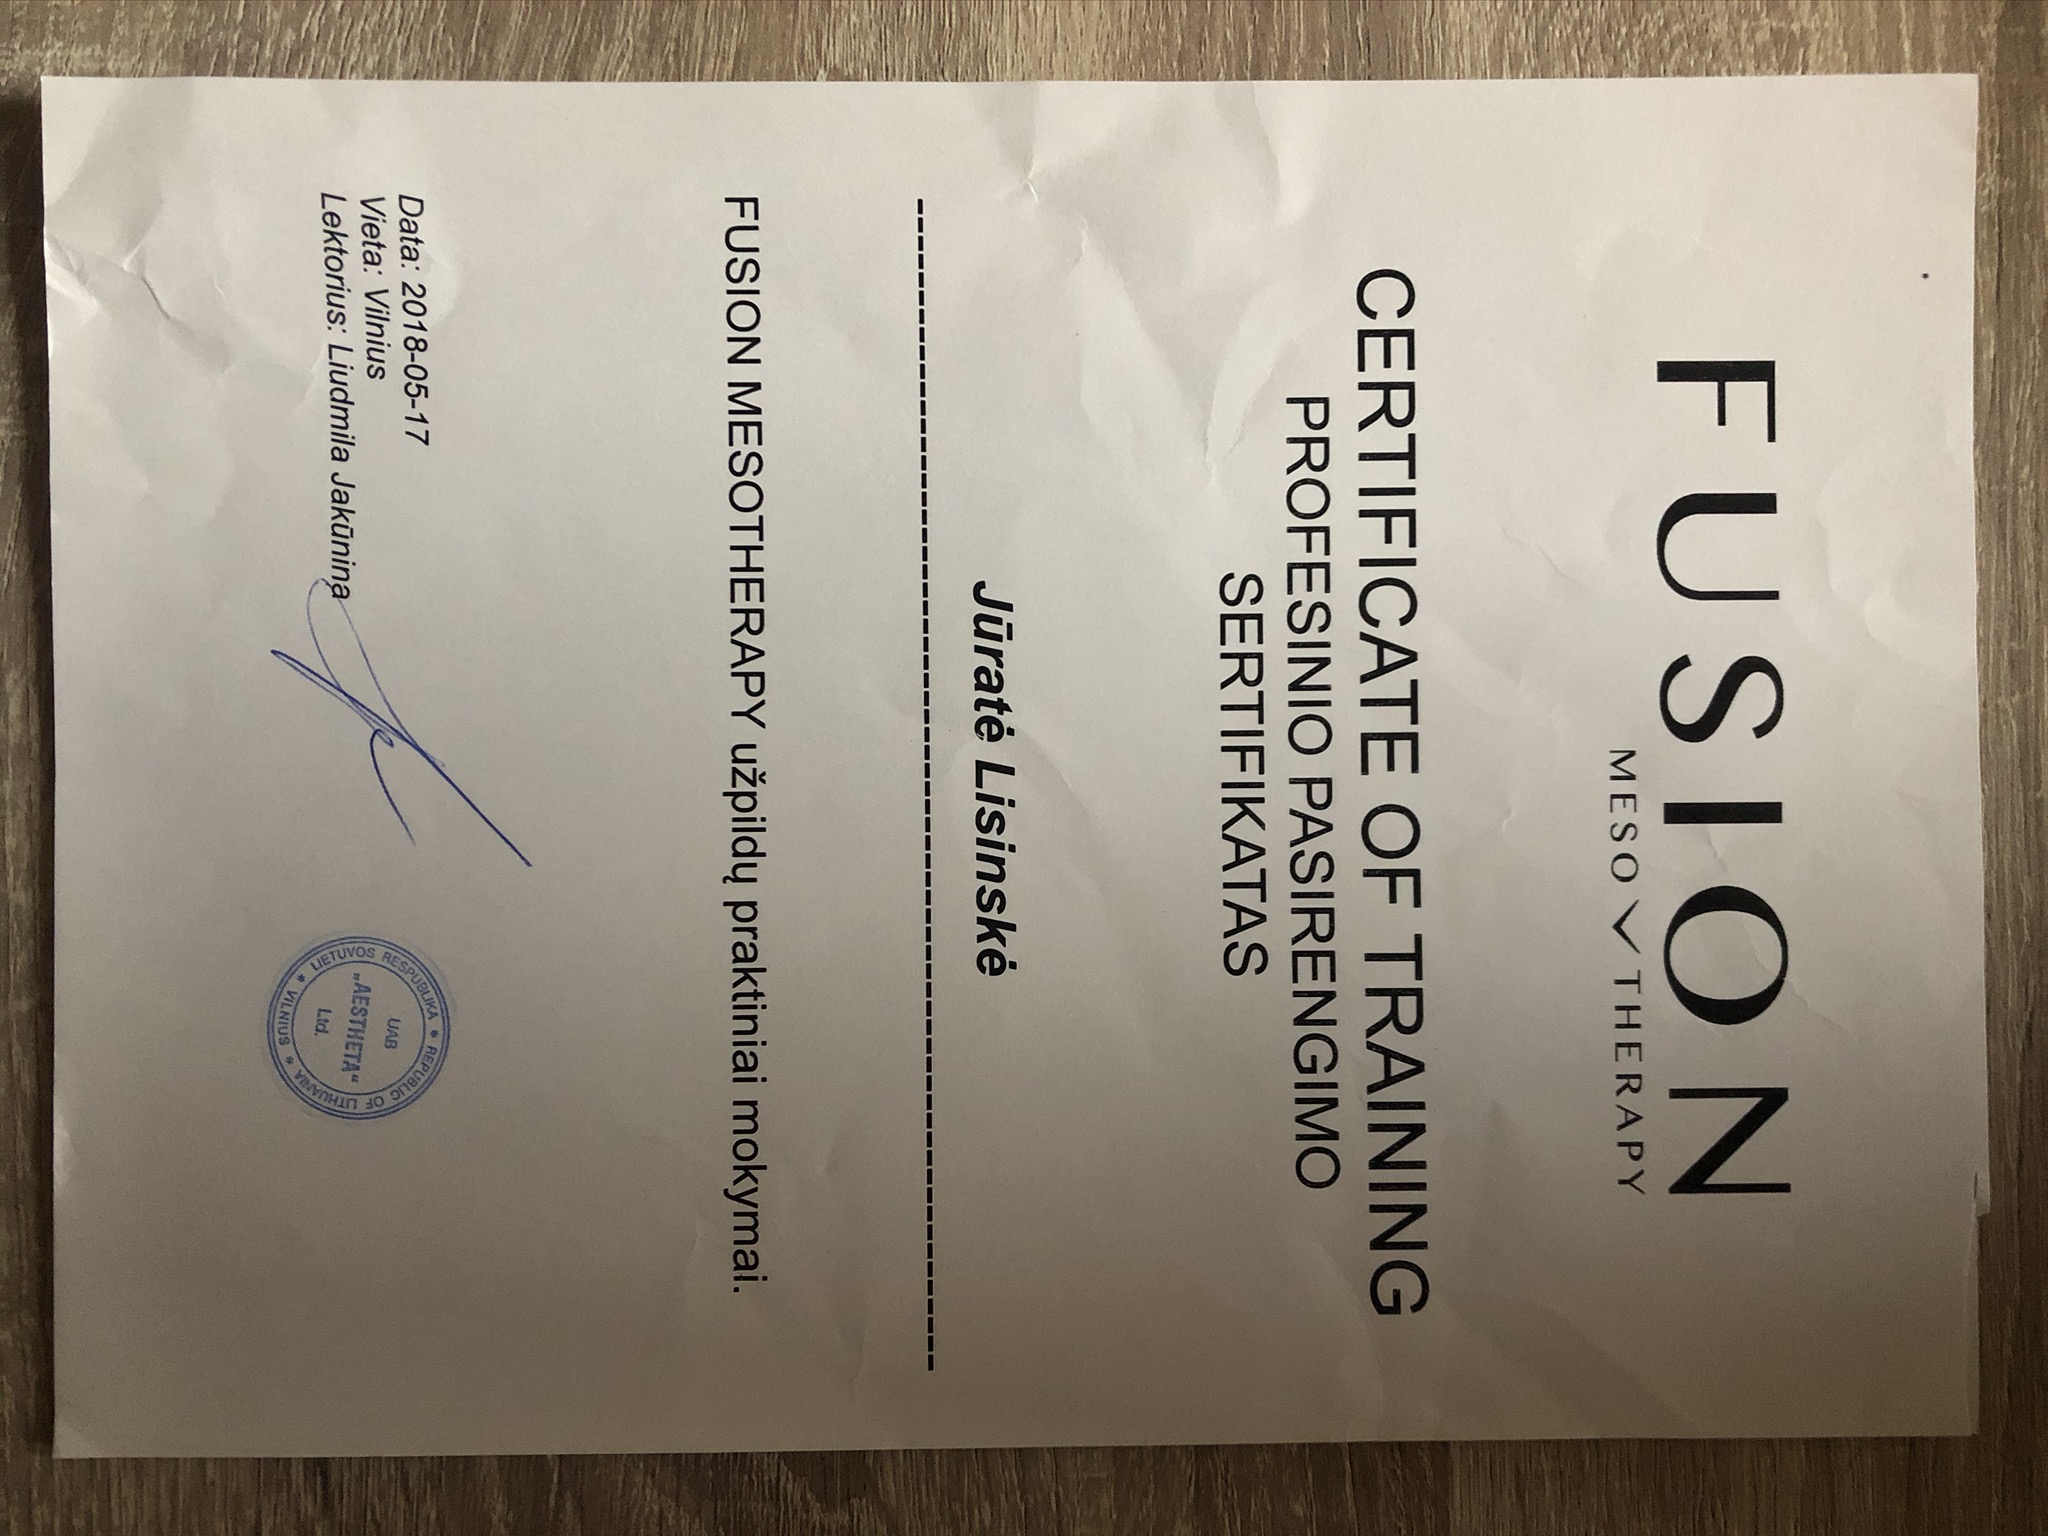 FUSION
MESO THERAPY
CERTIFICATE OF TRAINING
PROFESINIO PASIRENGIMO
SERTIFIKATAS
Jūratė Lisinskė
FUSION MESOTHERAPY užpildų praktiniai mokymai.
Data: 2018-05-17
Vieta: Vilnius
Lektorius: Liudmila Jakūnina
LIETUVOS RESPUBLIKA * REPUBLIC OF LITHUANIA * VILNIUS *
UAB
„AESTHETA“
Ltd.